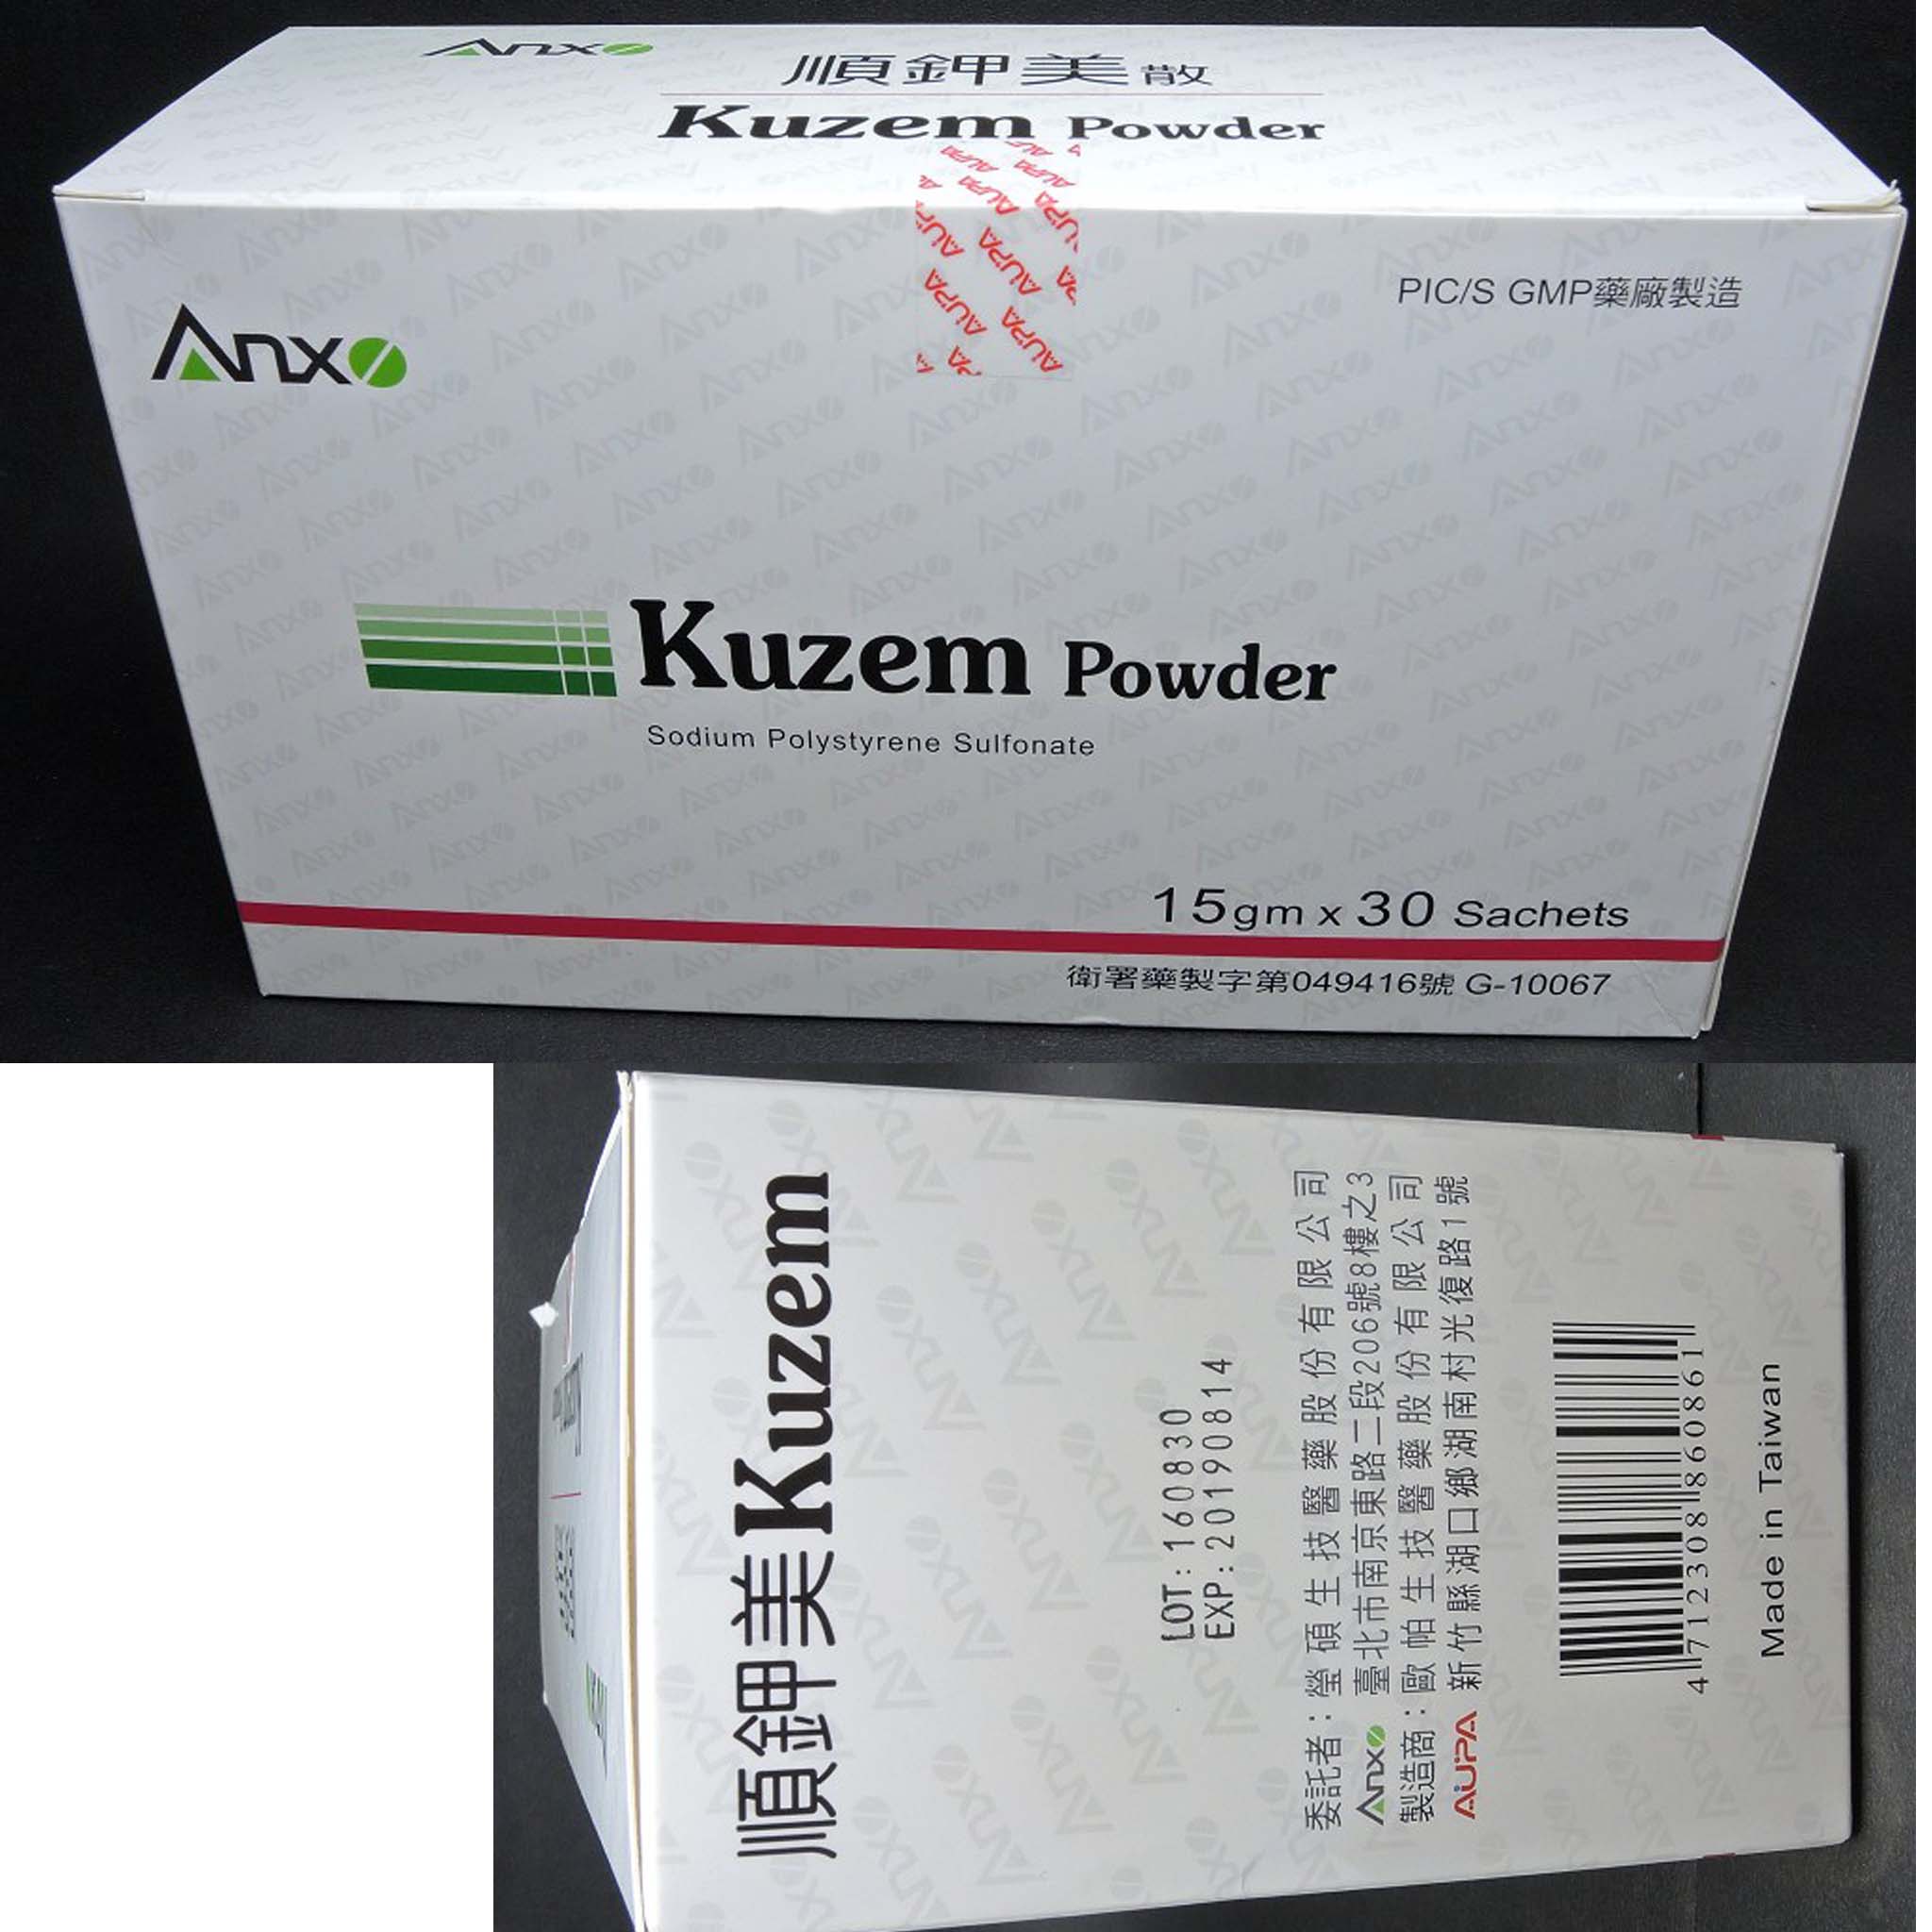 Anxo
順鉀美散
Kuzem Powder
AUPA
PIC/S GMP藥廠製造
Anxo
Kuzem Powder
Sodium Polystyrene Sulfonate
15gm x 30 Sachets
衛署藥製字第049416號 G-10067
順鉀美Kuzem
LOT:160830
EXP:20190814
委託者：瑩碩生技醫藥股份有限公司
Anxo 臺北市南京東路二段206號8樓之3
製造商：歐帕生技醫藥股份有限公司
AUPA 新竹縣湖口鄉湖南村光復路1號
4712308860861
Made in Taiwan